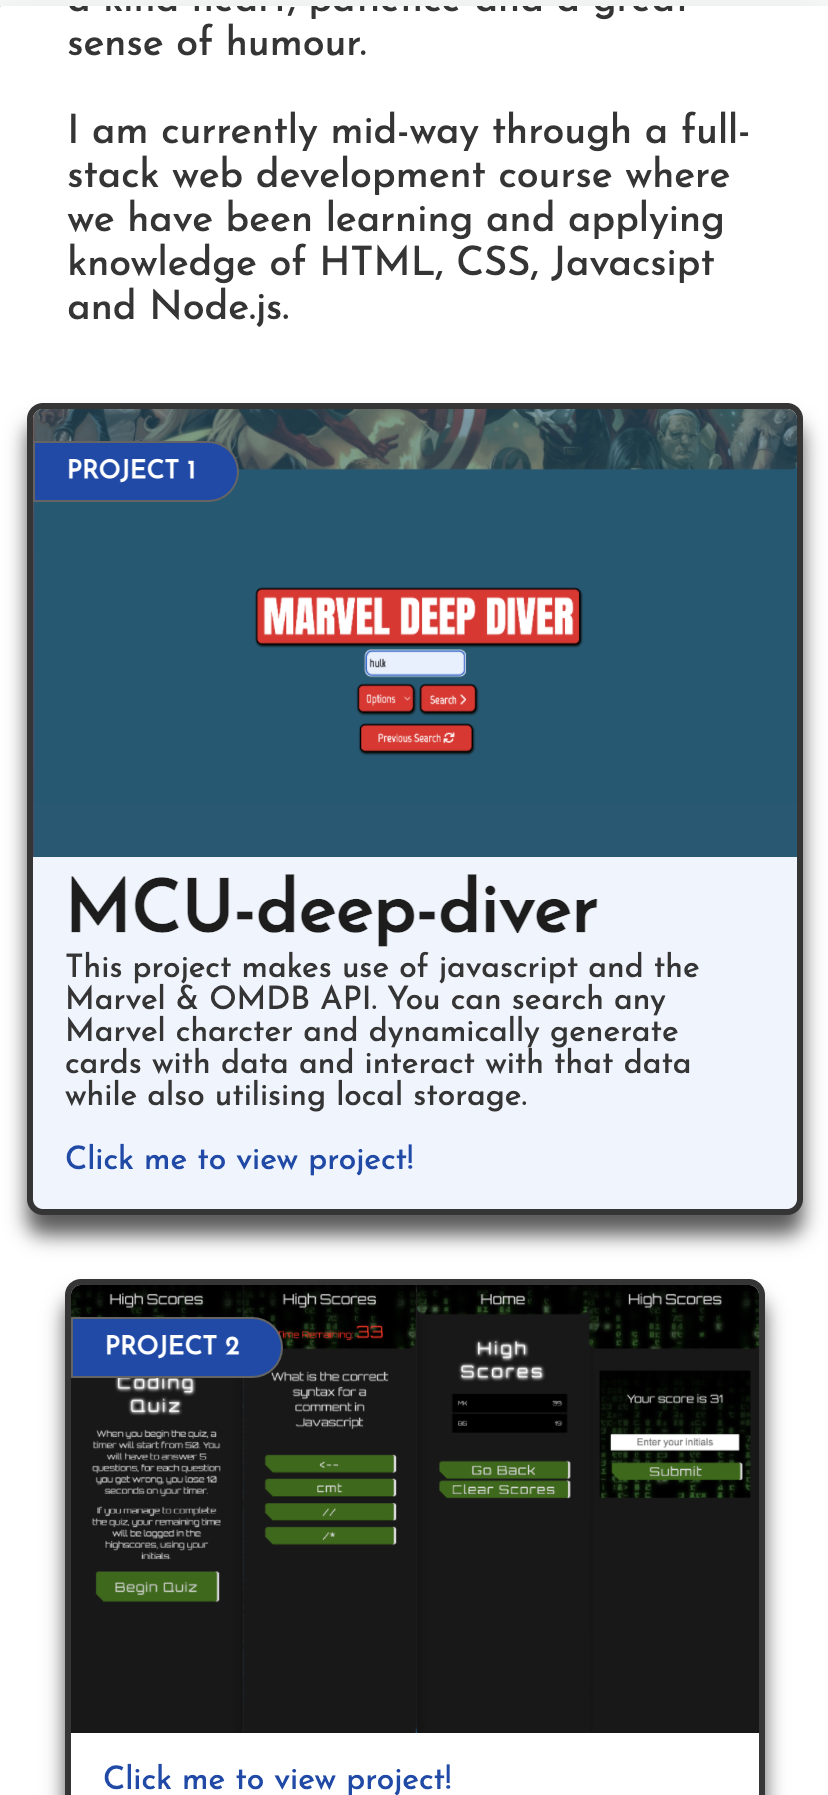 a kind heart, patience and a great
sense of humour.
I am currently mid-way through a full-
stack web development course where
we have been learning and applying
knowledge of HTML, CSS, Javacsipt
and Node.js.
PROJECT 1
MARVEL DEEP DIVER
hulk
Options
Search
Previous Search
MCU-deep-diver
This project makes use of javascript and the
Marvel & OMDB API. You can search any
Marvel charcter and dynamically generate
cards with data and interact with that data
while also utilising local storage.
Click me to view project!
High Scores
High Scores
Home
High Scores
PROJECT 2
Coding
Quiz
When you begin the quiz, a
timer will start from 50. You
will have to answer 5
questions, for each question
you get wrong, you lose 10
seconds on your timer.
If you manage to complete
the quiz, your remaining time
will be logged in the
highscores, using your
initials.
Begin Quiz
Time Remaining: 33
What is the correct
syntax for a
comment in
Javascript
<--
cmt
//
/*
High
Scores
39
19
Go Back
Clear Scores
Your score is 31
Enter your initials
Submit
Click me to view project!